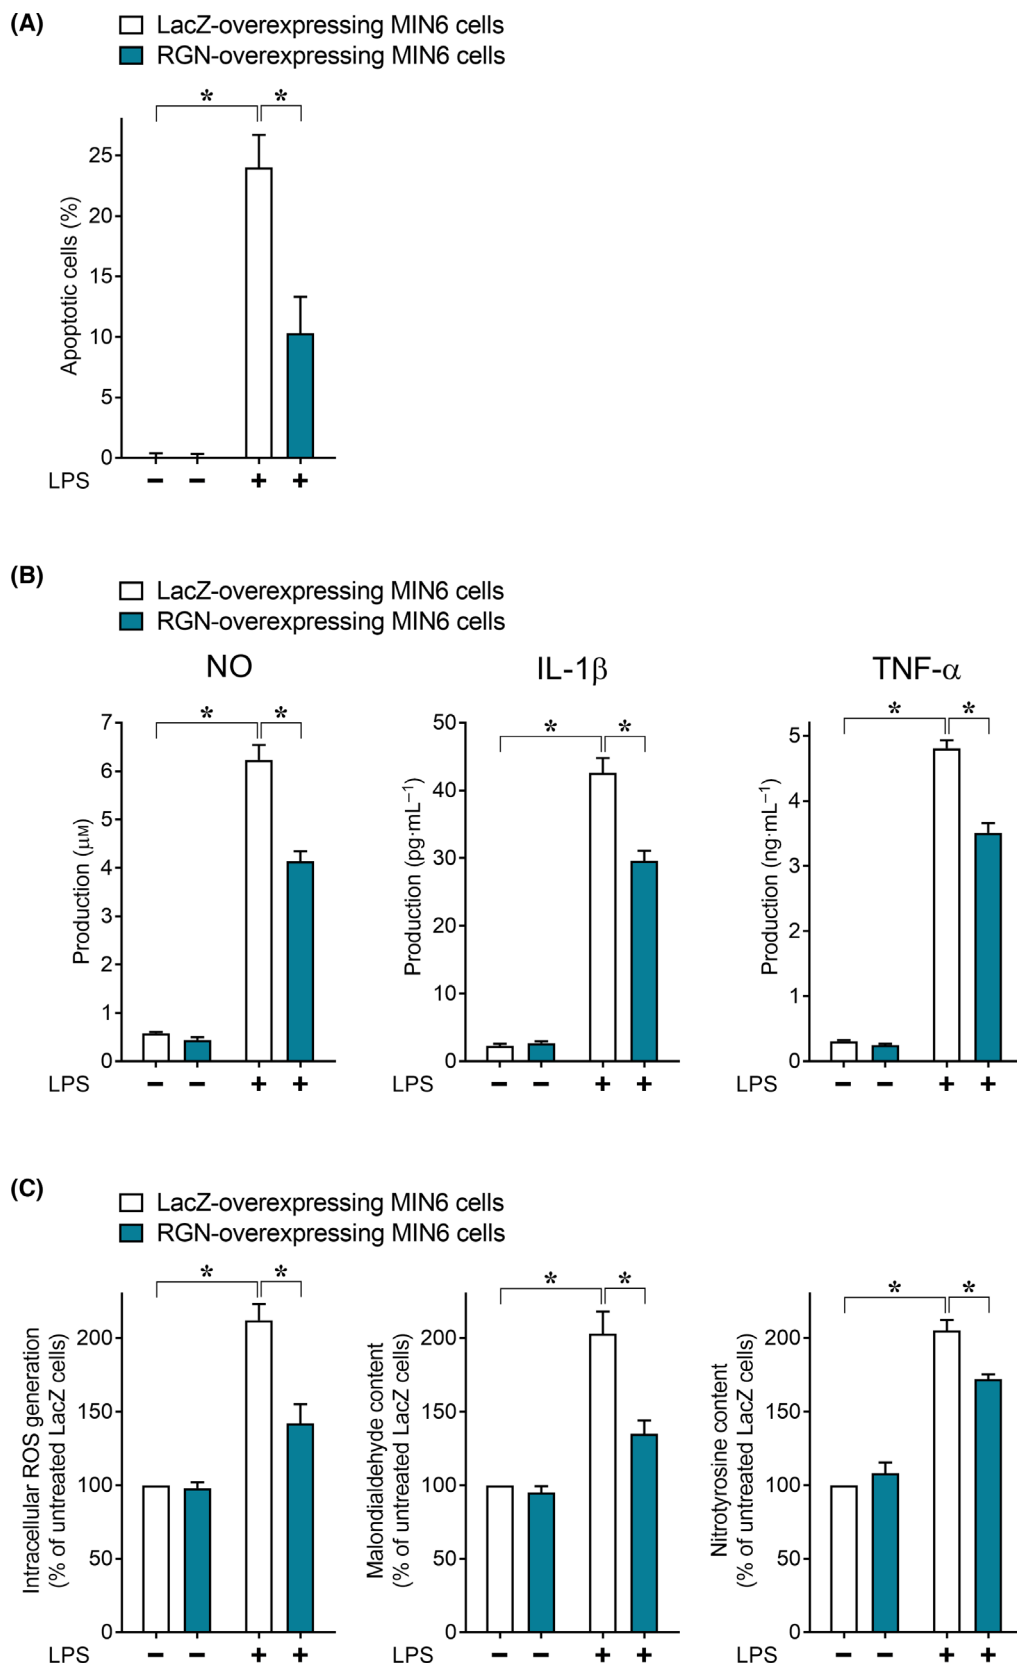 (A)
LacZ-overexpressing MIN6 cells
RGN-overexpressing MIN6 cells
* *
Apoptotic cells (%)
25
20
15
10
5
0
LPS − − + +
(B)
LacZ-overexpressing MIN6 cells
RGN-overexpressing MIN6 cells
NO
* *
Production (μM)
7
6
5
4
3
2
1
0
LPS − − + +
IL-1β
* *
Production (pg·mL⁻¹)
50
40
30
20
10
0
LPS − − + +
TNF-α
* *
Production (ng·mL⁻¹)
5
4
3
2
1
0
LPS − − + +
(C)
LacZ-overexpressing MIN6 cells
RGN-overexpressing MIN6 cells
* *
Intracellular ROS generation
(% of untreated LacZ cells)
200
150
100
50
0
LPS − − + +
* *
Malondialdehyde content
(% of untreated LacZ cells)
200
150
100
50
0
LPS − − + +
* *
Nitrotyrosine content
(% of untreated LacZ cells)
200
150
100
50
0
LPS − − + +